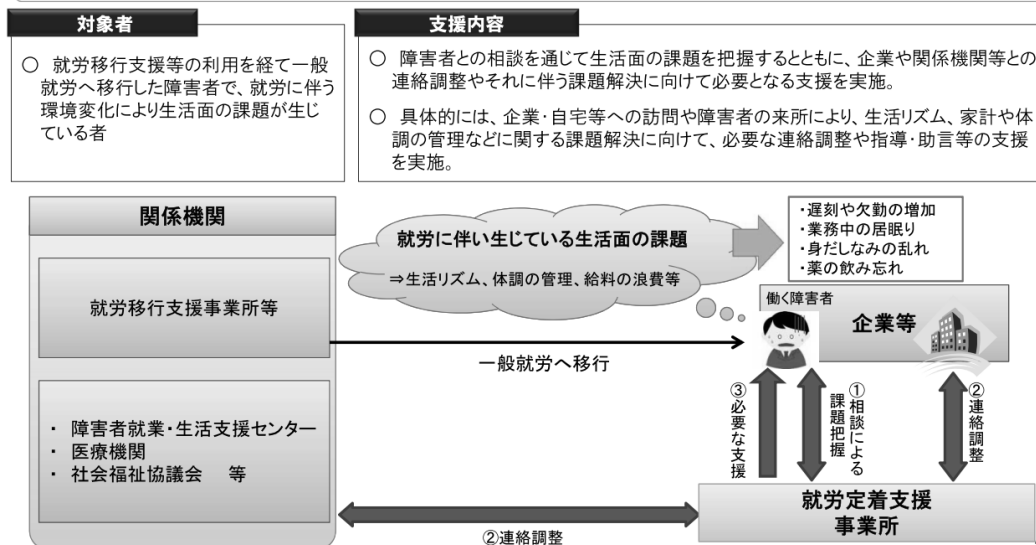 対象者
○ 就労移行支援等の利用を経て一般
就労へ移行した障害者で、就労に伴う
環境変化により生活面の課題が生じ
ている者
支援内容
○ 障害者との相談を通じて生活面の課題を把握するとともに、企業や関係機関等との
連絡調整やそれに伴う課題解決に向けて必要となる支援を実施。
○ 具体的には、企業・自宅等への訪問や障害者の来所により、生活リズム、家計や体
調の管理などに関する課題解決に向けて、必要な連絡調整や指導・助言等の支援
を実施。
関係機関
就労移行支援事業所等
・ 障害者就業・生活支援センター
・ 医療機関
・ 社会福祉協議会 等
就労に伴い生じている生活面の課題
⇒生活リズム、体調の管理、給料の浪費等
・遅刻や欠勤の増加
・業務中の居眠り
・身だしなみの乱れ
・薬の飲み忘れ
働く障害者
企業等
一般就労へ移行
③必要な支援
①相談による
課題把握
②連絡調整
就労定着支援
事業所
②連絡調整